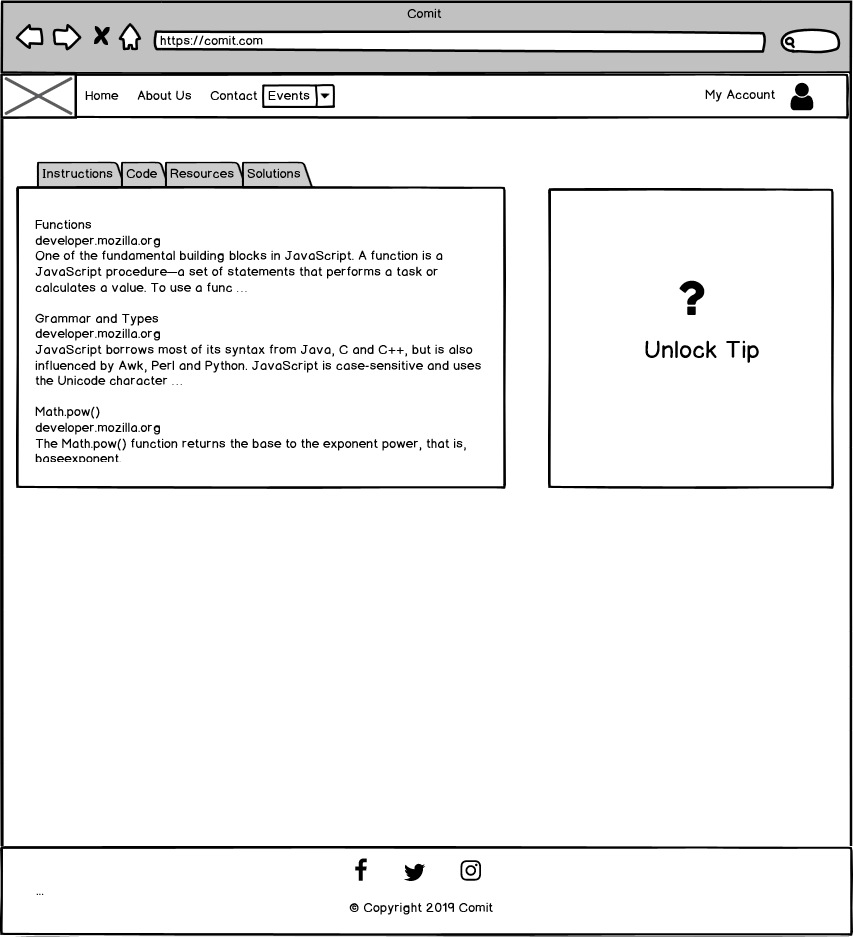 Comit
https://comit.com
Home About Us Contact Events My Account
Instructions Code Resources Solutions
Functions
developer.mozilla.org
One of the fundamental building blocks in JavaScript. A function is a
JavaScript procedure—a set of statements that performs a task or
calculates a value. To use a func ...
Grammar and Types
developer.mozilla.org
JavaScript borrows most of its syntax from Java, C and C++, but is also
influenced by Awk, Perl and Python. JavaScript is case-sensitive and uses
the Unicode character ...
Math.pow()
developer.mozilla.org
The Math.pow() function returns the base to the exponent power, that is,
baseexponent.
?
Unlock Tip
...
© Copyright 2019 Comit